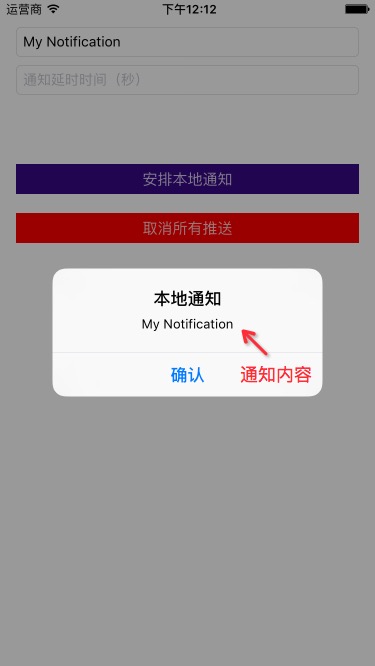 运营商 下午12:12
My Notification
通知延时时间（秒）
安排本地通知
取消所有推送
本地通知
My Notification
确认
通知内容